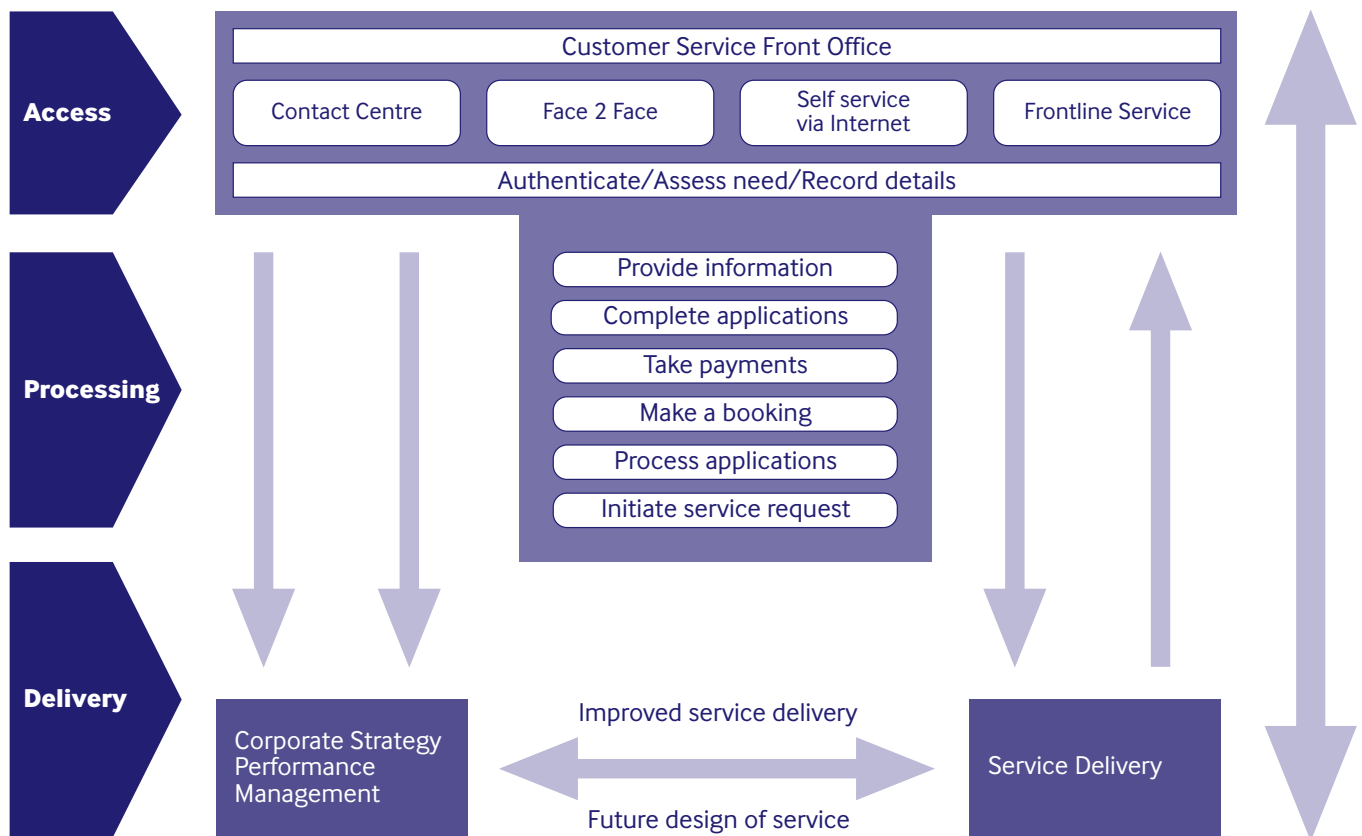 Customer Service Front Office
Access
Contact Centre
Face 2 Face
Self service
via Internet
Frontline Service
Authenticate/Assess need/Record details
Processing
Provide information
Complete applications
Take payments
Make a booking
Process applications
Initiate service request
Delivery
Corporate Strategy
Performance
Management
Improved service delivery
Future design of service
Service Delivery